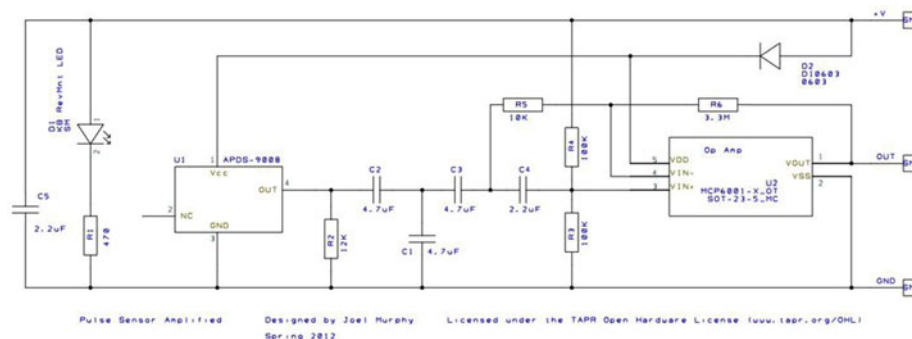 +V
D2
D10603
0603
D1
KB RevMnt LED
SM
1
2
C5
2.2uF
R1
470
U1
APDS-9008
1
Vcc
2
NC
OUT
4
GND
3
R2
12K
C2
4.7uF
C1
4.7uF
C3
4.7uF
C4
2.2uF
R5
10K
R4
100K
R3
100K
R6
3.3M
Op Amp
5
VDD
4
VIN-
3
VIN+
VOUT
1
VSS
2
U2
MCP6001-X_OT
SOT-23-5_MC
OUT
GND
Pulse Sensor Amplified
Designed by Joel Murphy
Spring 2012
Licensed under the TAPR Open Hardware License (www.tapr.org/OHL)